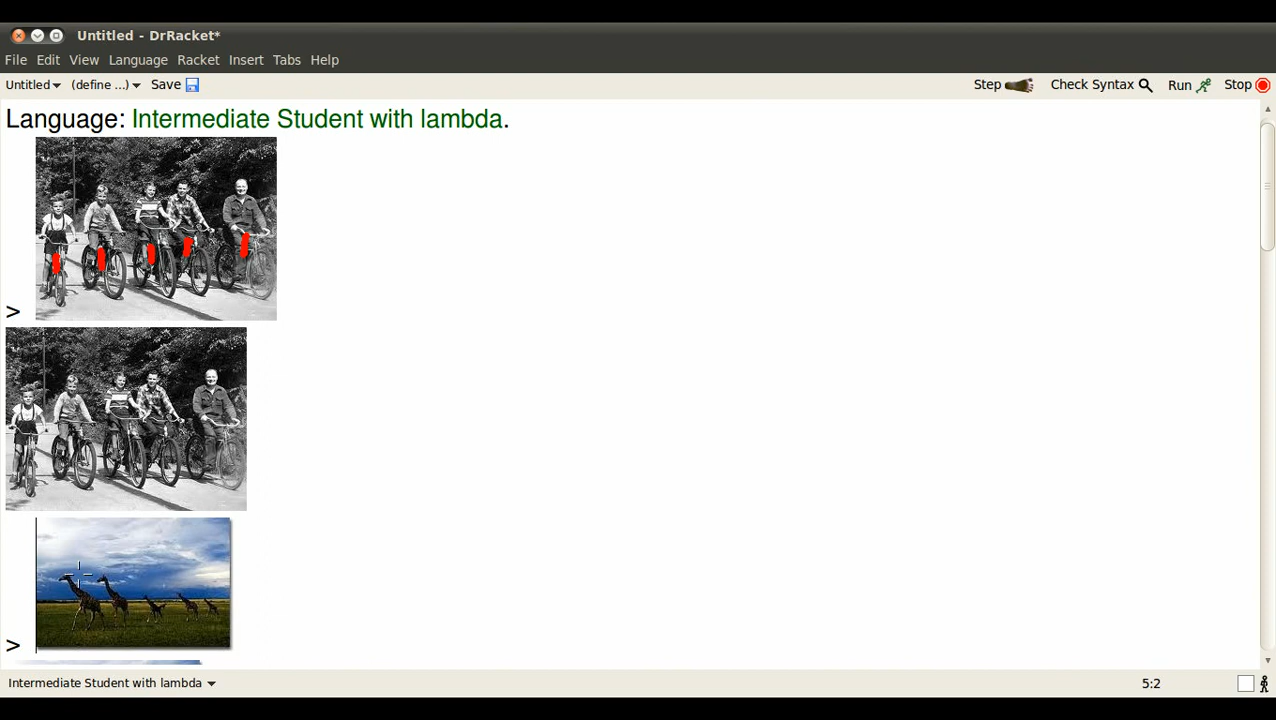 Untitled - DrRacket*
File Edit View Language Racket Insert Tabs Help
Untitled (define ...) Save Step Check Syntax Run Stop
Language: Intermediate Student with lambda.
>
>
Intermediate Student with lambda 5:2